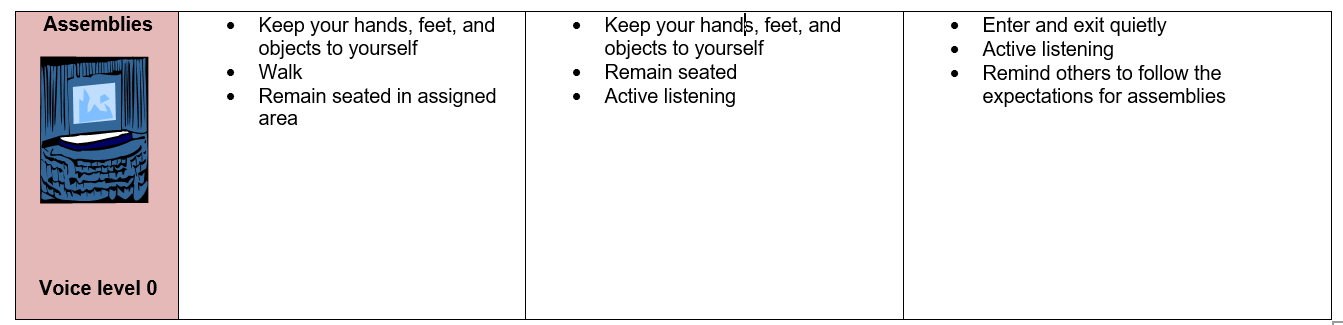 Assemblies
Voice level 0
• Keep your hands, feet, and
objects to yourself
• Walk
• Remain seated in assigned
area
• Keep your hands, feet, and
objects to yourself
• Remain seated
• Active listening
• Enter and exit quietly
• Active listening
• Remind others to follow the
expectations for assemblies